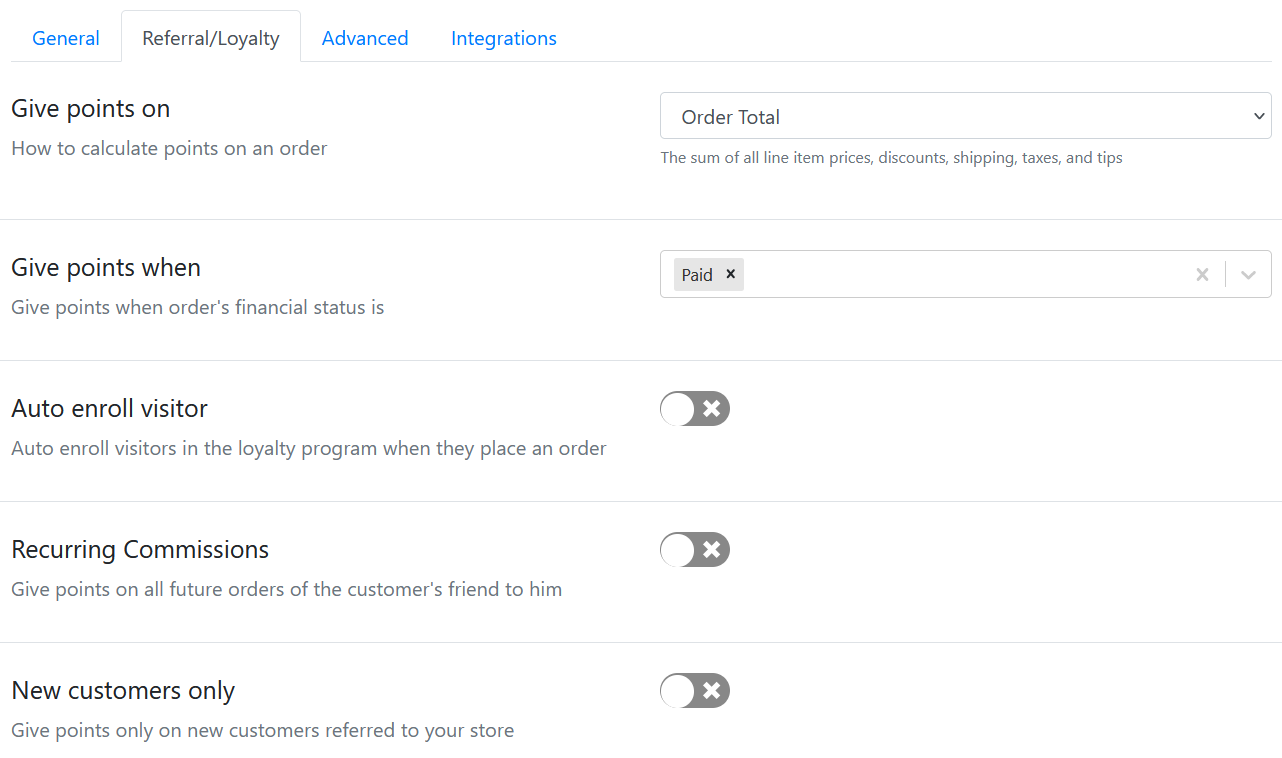 General
Referral/Loyalty
Advanced
Integrations
Give points on
How to calculate points on an order
Order Total
The sum of all line item prices, discounts, shipping, taxes, and tips
Give points when
Give points when order's financial status is
Paid
Auto enroll visitor
Auto enroll visitors in the loyalty program when they place an order
Recurring Commissions
Give points on all future orders of the customer's friend to him
New customers only
Give points only on new customers referred to your store